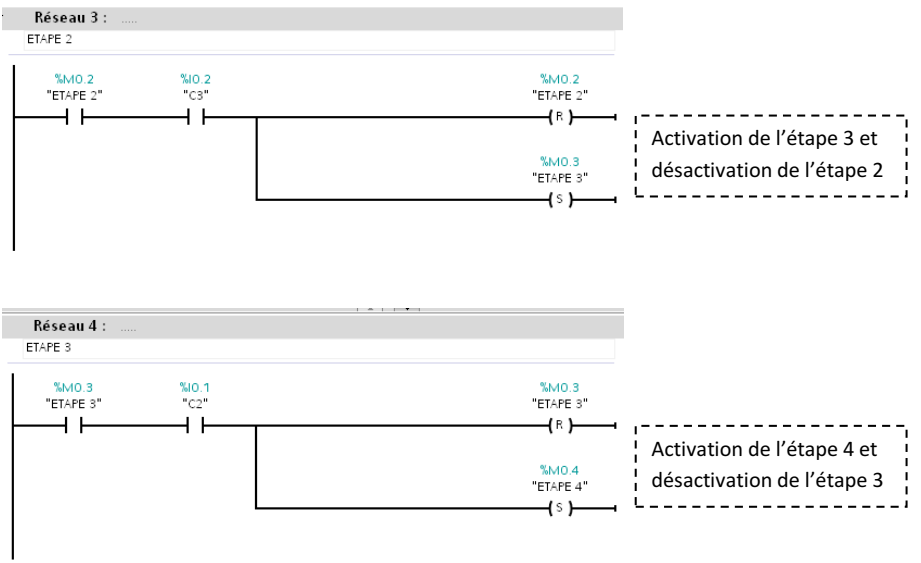 Réseau 3 : .....
ETAPE 2
%M0.2 %I0.2 %M0.2
"ETAPE 2" "C3" "ETAPE 2"
R
%M0.3
"ETAPE 3"
S
Activation de l’étape 3 et
désactivation de l’étape 2
Réseau 4 : .....
ETAPE 3
%M0.3 %I0.1 %M0.3
"ETAPE 3" "C2" "ETAPE 3"
R
%M0.4
"ETAPE 4"
S
Activation de l’étape 4 et
désactivation de l’étape 3